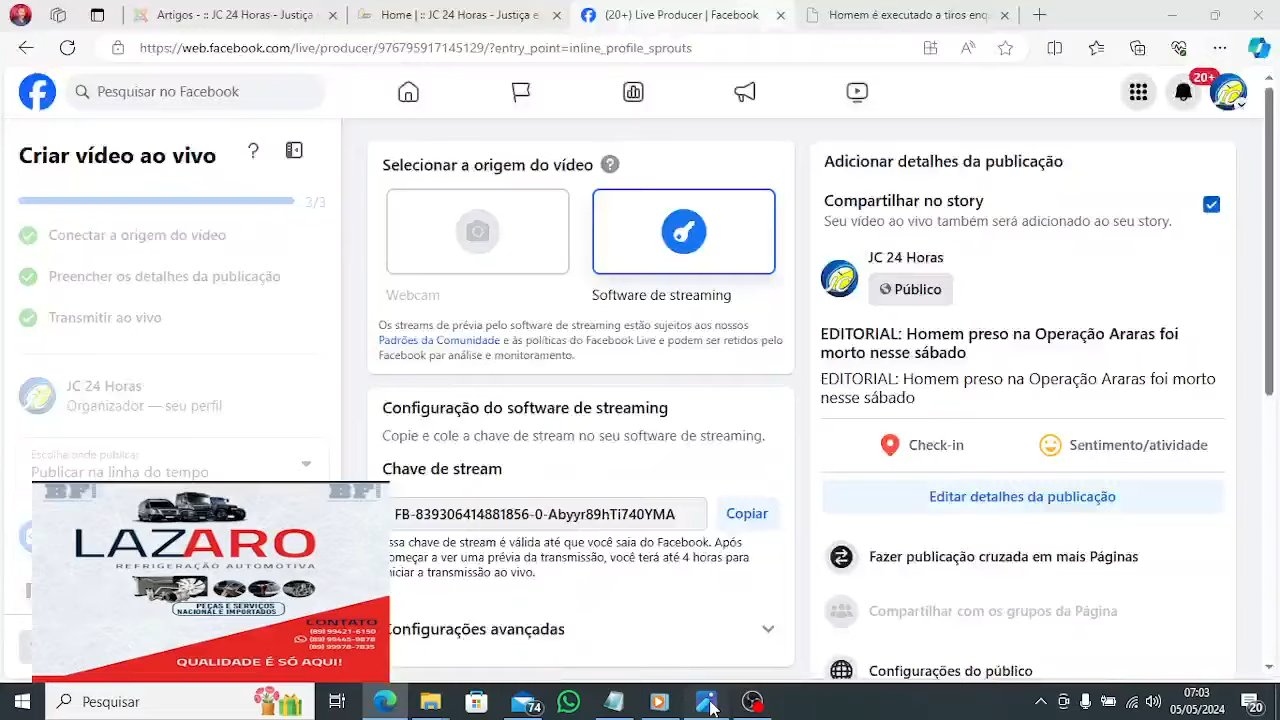 Artigos - JC 24 Horas - Justiça
Home | :: JC 24 Horas - Justiça e
(20+) Live Producer | Facebook
Homem é executado a tiros enq
https://web.facebook.com/live/producer/976795917145129/?entry_point=inline_profile_sprouts
Pesquisar no Facebook
20+
Criar vídeo ao vivo
3/3
Conectar a origem do vídeo
Preencher os detalhes da publicação
Transmitir ao vivo
JC 24 Horas
Organizador — seu perfil
Escolha onde publicar
Publicar na linha do tempo
Selecionar a origem do vídeo
Webcam
Software de streaming
Os streams de prévia pelo software de streaming estão sujeitos aos nossos
Padrões da Comunidade e às políticas do Facebook Live e podem ser retidos pelo
Facebook par análise e monitoramento.
Configuração do software de streaming
Copie e cole a chave de stream no seu software de streaming.
Chave de stream
FB-839306414881856-0-Abyyr89hTi740YMA
Copiar
ssa chave de stream é válida até que você saia do Facebook. Após
omeçar a ver uma prévia da transmissão, você terá até 4 horas para
niciar a transmissão ao vivo.
Configurações avançadas
Adicionar detalhes da publicação
Compartilhar no story
Seu vídeo ao vivo também será adicionado ao seu story.
JC 24 Horas
Público
EDITORIAL: Homem preso na Operação Araras foi
morto nesse sábado
EDITORIAL: Homem preso na Operação Araras foi morto
nesse sábado
Check-in
Sentimento/atividade
Editar detalhes da publicação
Fazer publicação cruzada em mais Páginas
Compartilhar com os grupos da Página
Configurações do público
BF
BF
LAZARO
REFRIGERAÇÃO AUTOMOTIVA
PEÇAS E SERVIÇOS
NACIONAL E IMPORTADOS
CONTATO
(89) 99421-6150
(89) 99445-9878
(89) 99978-7835
QUALIDADE É SÓ AQUI!
Pesquisar
74
07:03
05/05/2024
20